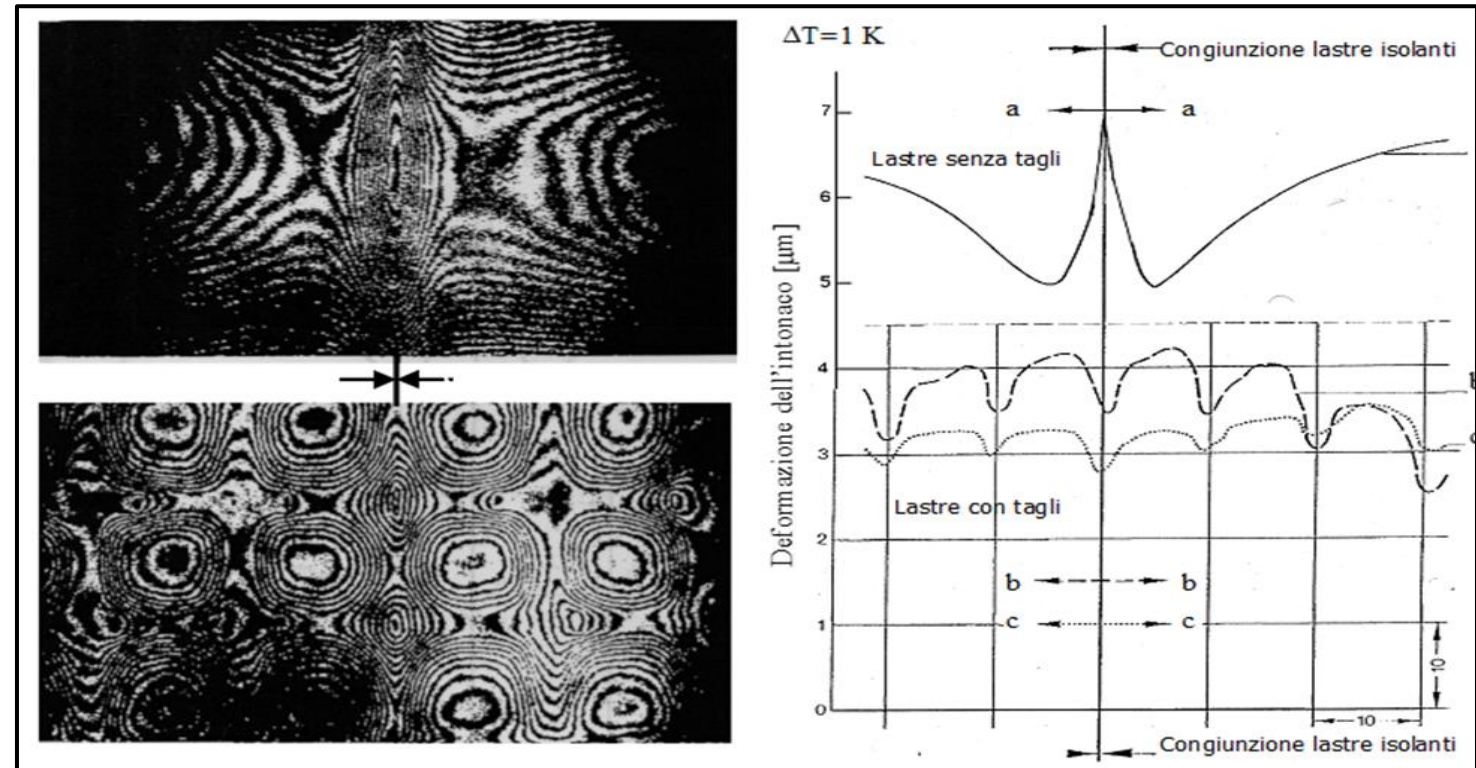 ΔT=1 K
Congiunzione lastre isolanti
a a
7
Lastre senza tagli
6
5
Deformazione dell'intonaco [μm]
4
3
Lastre con tagli
2
b b
c c
1
10
0
10
Congiunzione lastre isolanti